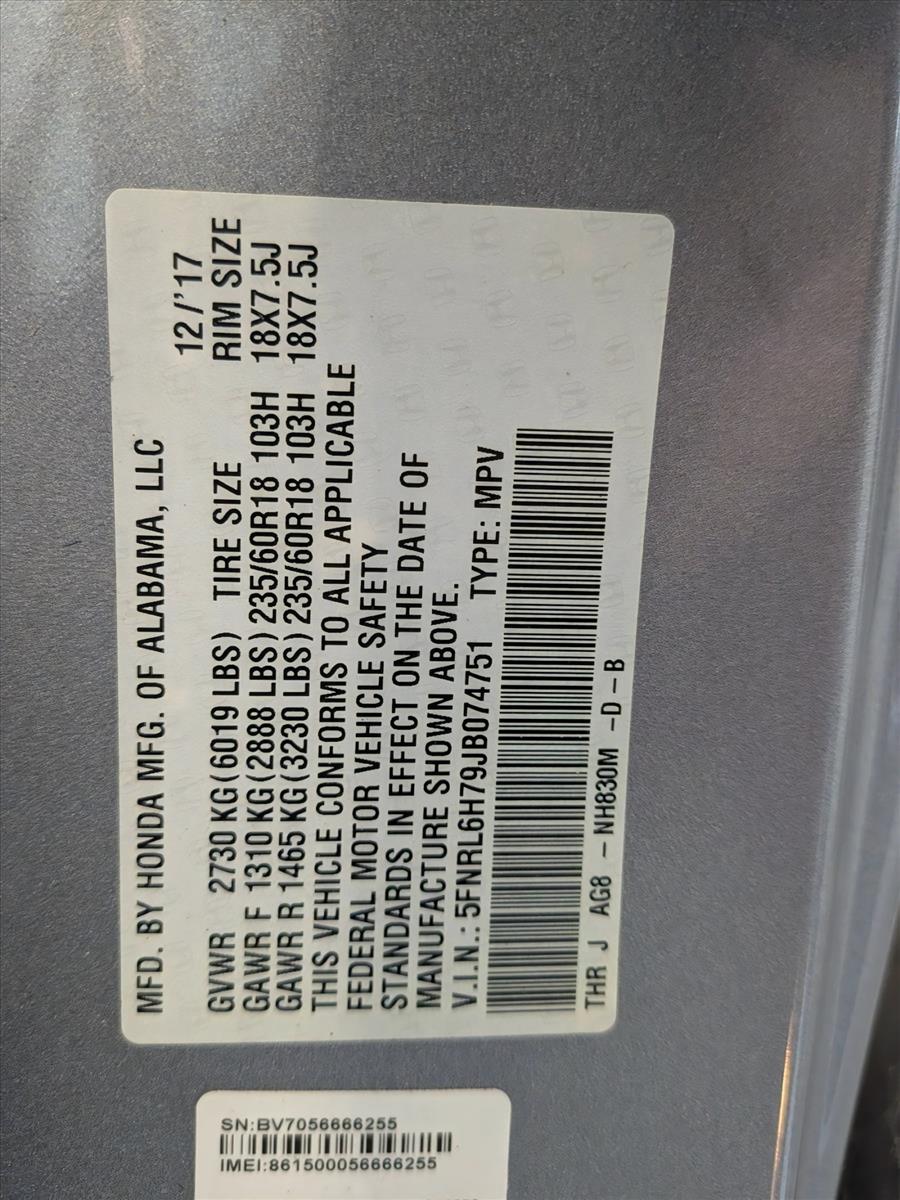 MFD. BY HONDA MFG. OF ALABAMA, LLC
12/'17
GVWR 2730 KG(6019 LBS) TIRE SIZE RIM SIZE
GAWR F 1310 KG(2888 LBS) 235/60R18 103H 18X7.5J
GAWR R 1465 KG(3230 LBS) 235/60R18 103H 18X7.5J
THIS VEHICLE CONFORMS TO ALL APPLICABLE
FEDERAL MOTOR VEHICLE SAFETY
STANDARDS IN EFFECT ON THE DATE OF
MANUFACTURE SHOWN ABOVE.
V.I.N.: 5FNRL6H79JB074751 TYPE: MPV
THR J AG8 -NH830M -D-B
SN:BV7056666255
IMEI:861500056666255